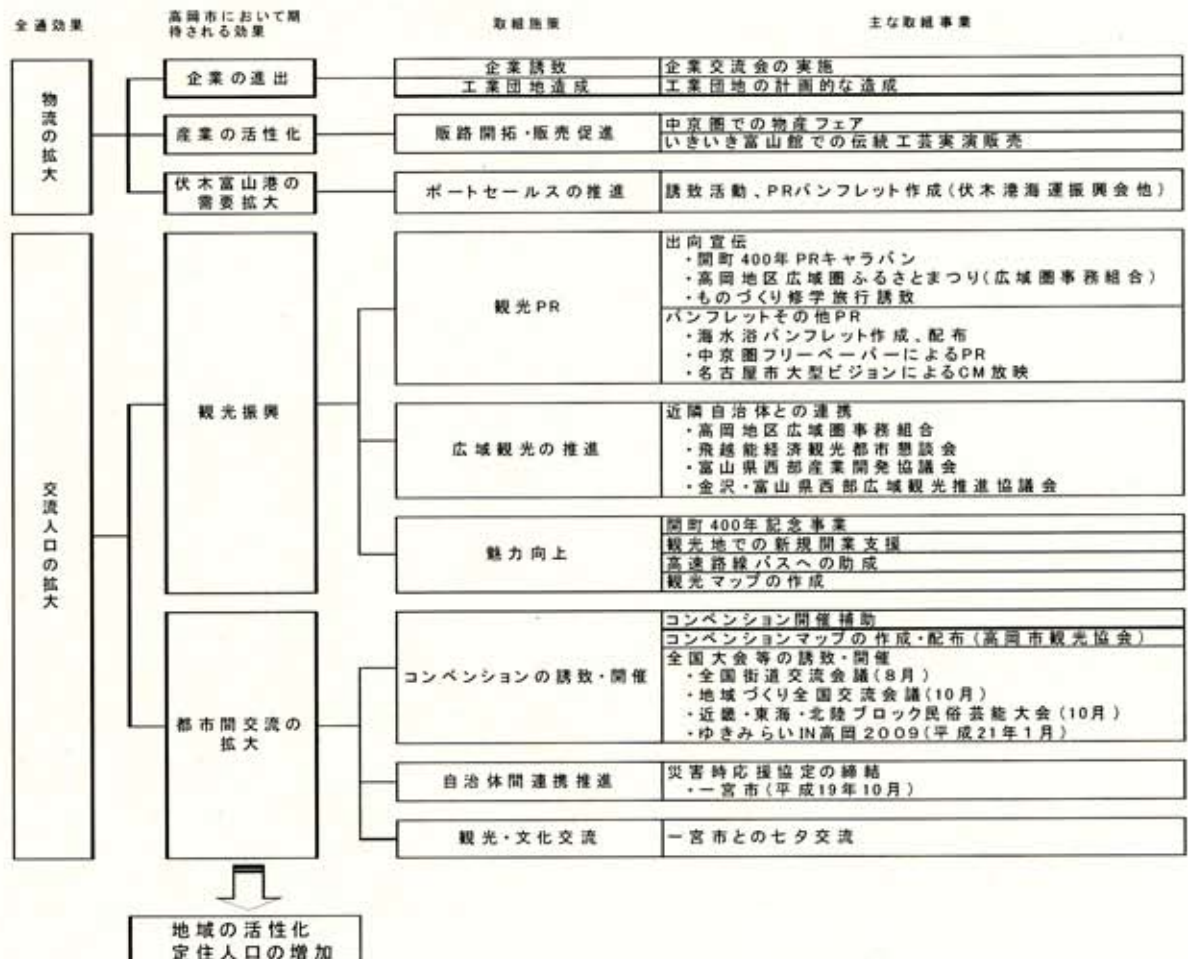 全通効果
高岡市において期
待される効果
取組施策
主な取組事業
物流の拡大
企業の進出
企業誘致
企業交流会の実施
工業団地造成
工業団地の計画的な造成
産業の活性化
販路開拓・販売促進
中京圏での物産フェア
いきいき富山館での伝統工芸実演販売
伏木富山港の
需要拡大
ポートセールスの推進
誘致活動、PRパンフレット作成(伏木港海運振興会他)
交流人口の拡大
観光振興
観光PR
出向宣伝
・開町400年PRキャラバン
・高岡地区広域圏ふるさとまつり(広域圏事務組合)
・ものづくり修学旅行誘致
パンフレットその他PR
・海水浴パンフレット作成、配布
・中京圏フリーペーパーによるPR
・名古屋市大型ビジョンによるCM放映
広域観光の推進
近隣自治体との連携
・高岡地区広域圏事務組合
・飛越能経済観光都市懇談会
・富山県西部産業開発協議会
・金沢・富山県西部広域観光推進協議会
魅力向上
開町400年記念事業
観光地での新規開業支援
高速路線バスへの助成
観光マップの作成
都市間交流の
拡大
コンベンションの誘致・開催
コンベンション開催補助
コンベンションマップの作成・配布(高岡市観光協会)
全国大会等の誘致・開催
・全国街道交流会議(8月)
・地域づくり全国交流会議(10月)
・近畿・東海・北陸ブロック民俗芸能大会(10月)
・ゆきみらいIN高岡2009(平成21年1月)
自治体間連携推進
災害時応援協定の締結
・一宮市(平成19年10月)
観光・文化交流
一宮市との七夕交流
地域の活性化
定住人口の増加